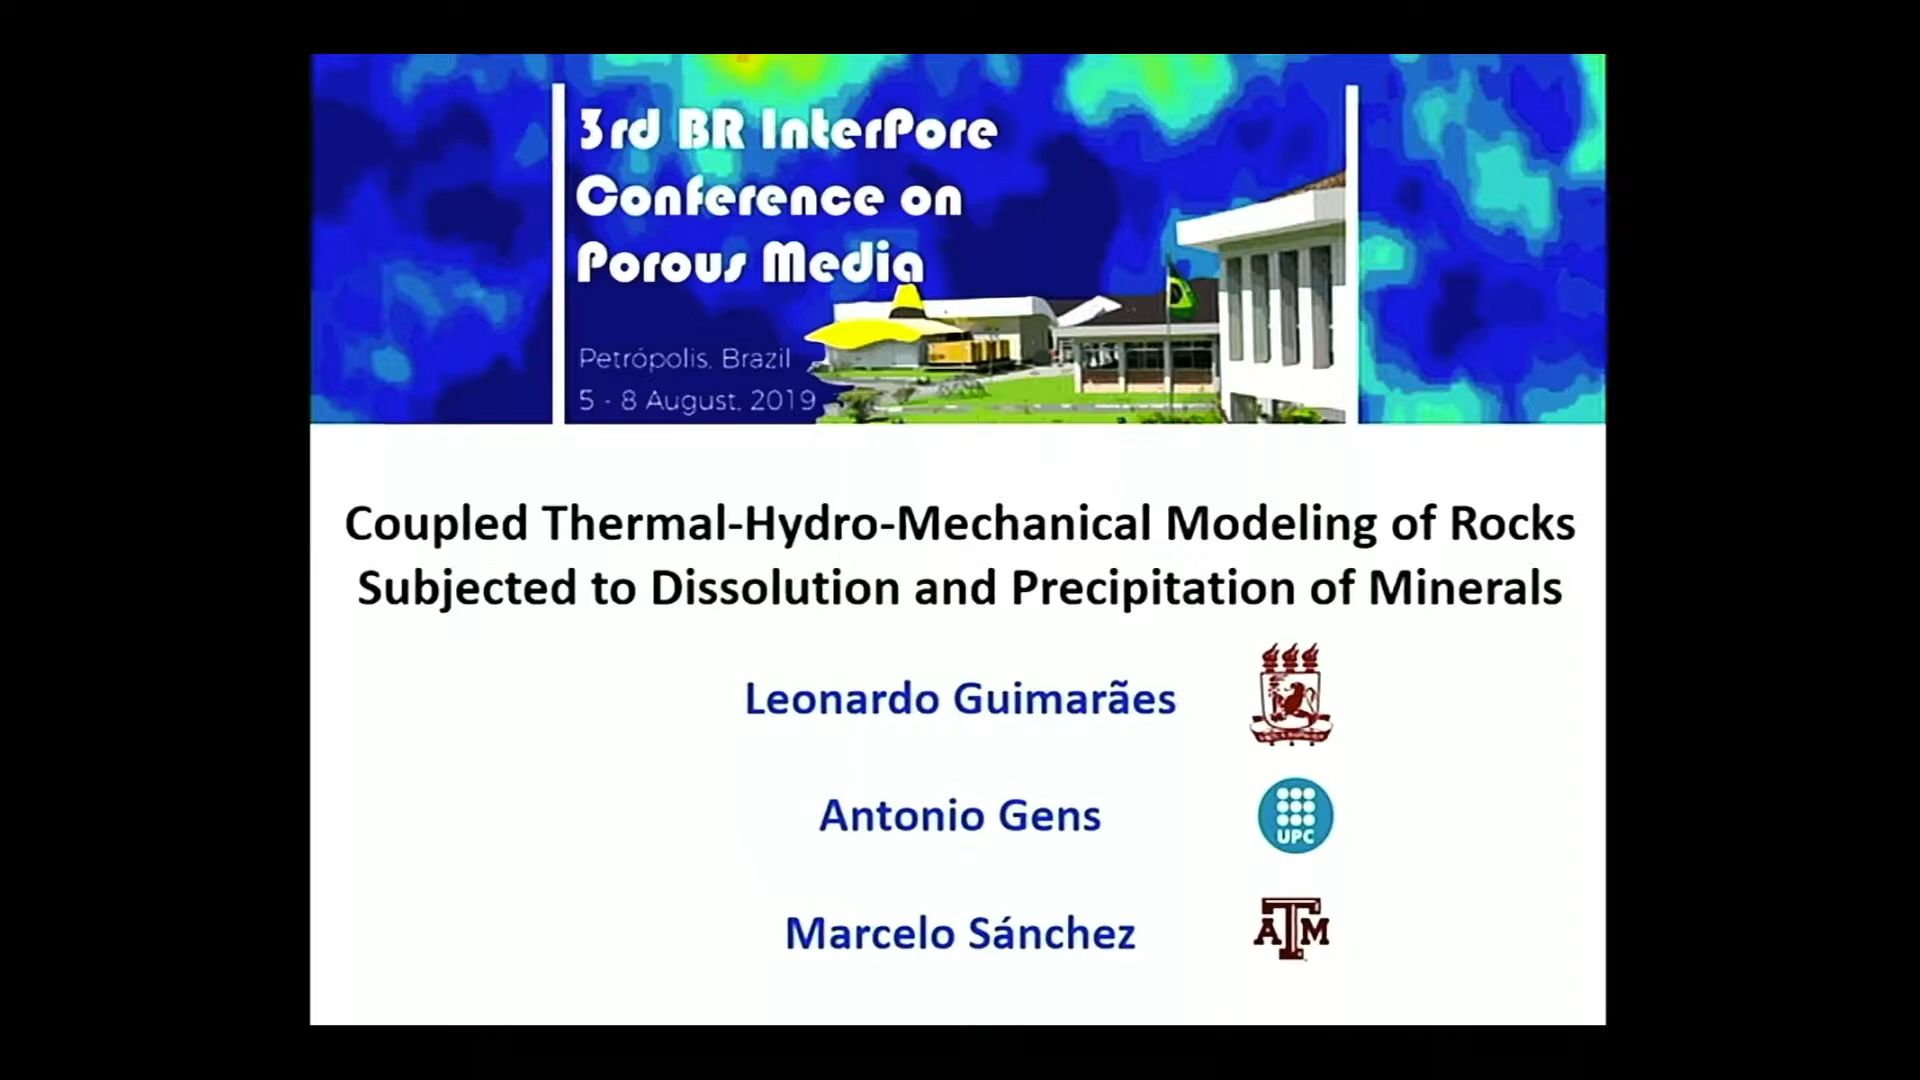 3rd BR InterPore
Conference on
Porous Media
Petrópolis, Brazil
5 - 8 August, 2019
Coupled Thermal-Hydro-Mechanical Modeling of Rocks
Subjected to Dissolution and Precipitation of Minerals
Leonardo Guimarães
Antonio Gens
UPC
Marcelo Sánchez
ATM